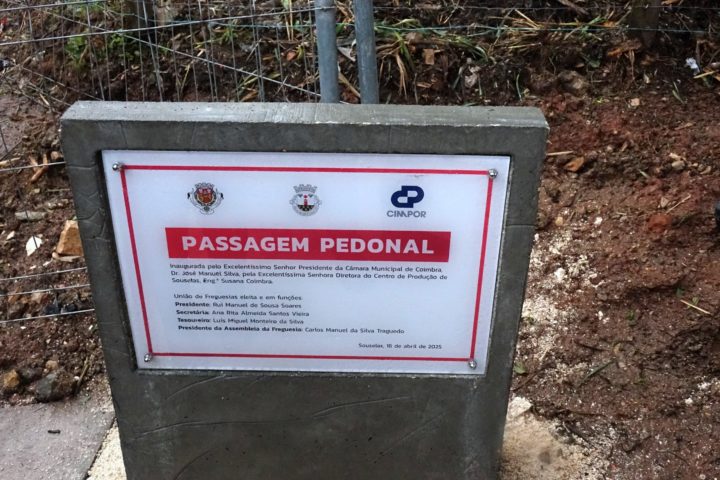 CIMPOR
PASSAGEM PEDONAL
Inaugurada pelo Excelentíssimo Senhor Presidente da Câmara Municipal de Coimbra,
Dr. José Manuel Silva, pela Excelentíssima Senhora Diretora do Centro de Produção de
Souselas, Eng.ª Susana Coimbra.
União de Freguesias eleita e em funções:
Presidente: Rui Manuel de Sousa Soares
Secretária: Ana Rita Almeida Santos Vieira
Tesoureiro: Luís Miguel Monteiro da Silva
Presidente da Assembleia da Freguesia: Carlos Manuel da Silva Traguedo
Souselas, 16 de abril de 2025